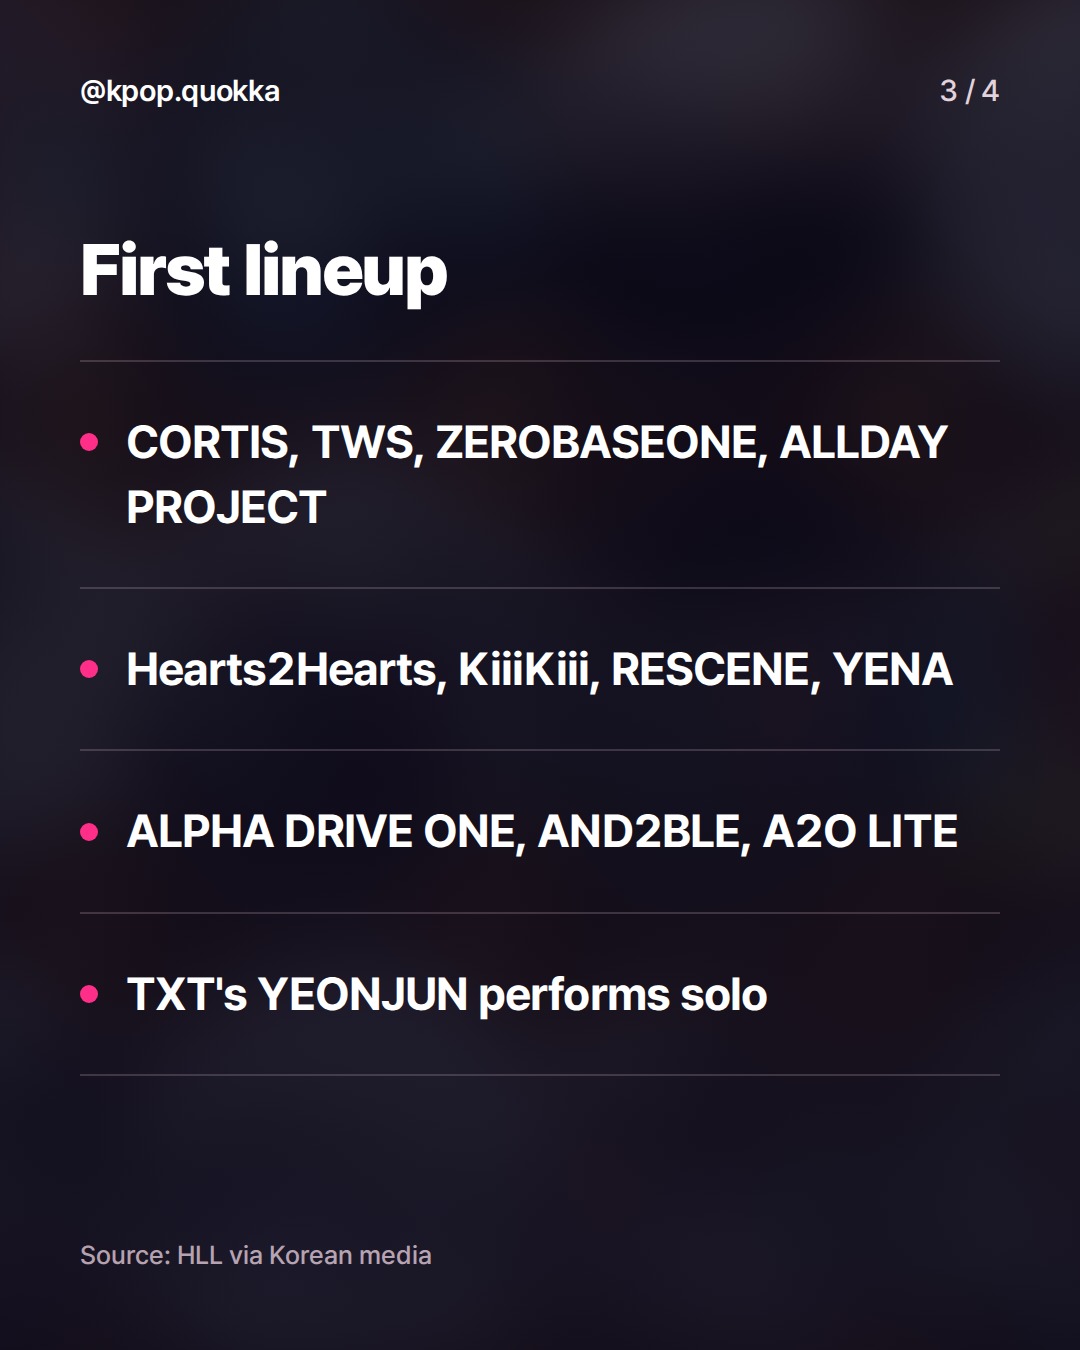 @kpop.quokka
3 / 4
First lineup
CORTIS, TWS, ZEROBASEONE, ALLDAY
PROJECT
Hearts2Hearts, KiiiKiii, RESCENE, YENA
ALPHA DRIVE ONE, AND2BLE, A2O LITE
TXT's YEONJUN performs solo
Source: HLL via Korean media